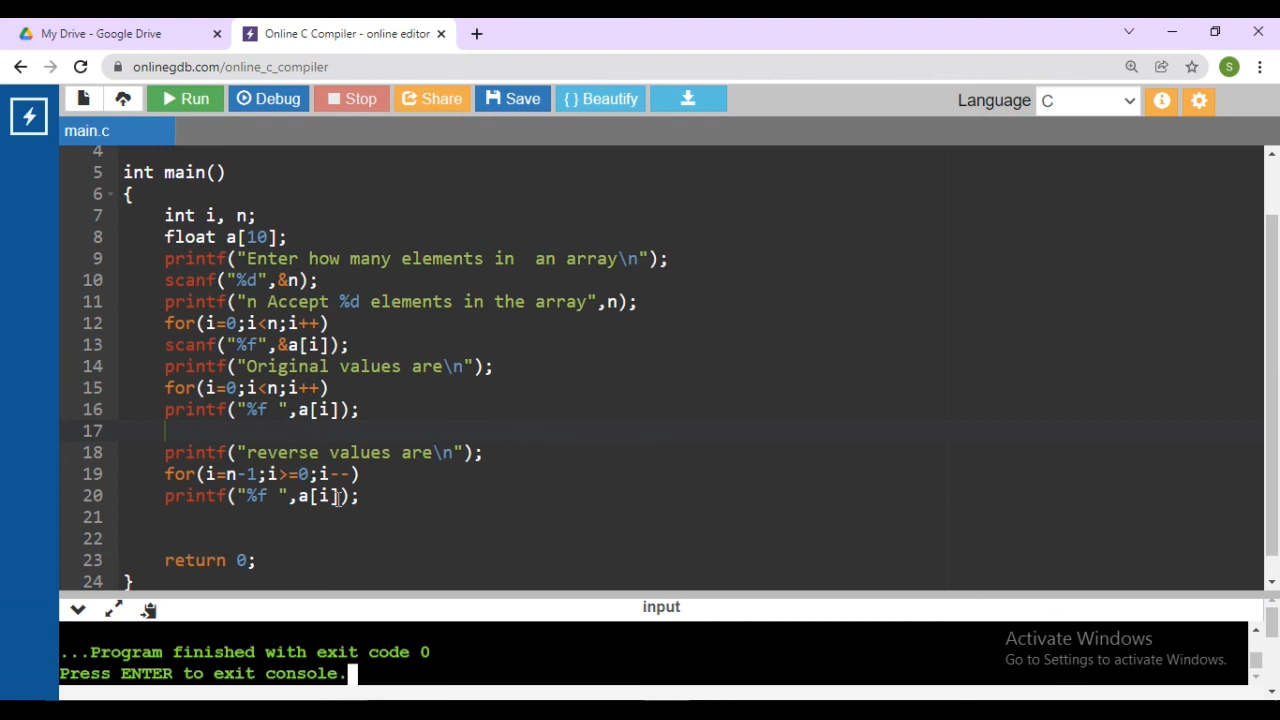 My Drive - Google Drive
Online C Compiler - online editor
onlinegdb.com/online_c_compiler
S
Run Debug Stop Share Save {} Beautify
Language C
main.c
4
5 int main()
6 {
7 int i, n;
8 float a[10];
9 printf("Enter how many elements in  an array\n");
10 scanf("%d",&n);
11 printf("n Accept %d elements in the array",n);
12 for(i=0;i<n;i++)
13 scanf("%f",&a[i]);
14 printf("Original values are\n");
15 for(i=0;i<n;i++)
16 printf("%f ",a[i]);
17
18 printf("reverse values are\n");
19 for(i=n-1;i>=0;i--)
20 printf("%f ",a[i]);
21
22
23 return 0;
24 }
input
...Program finished with exit code 0
Press ENTER to exit console.
Activate Windows
Go to Settings to activate Windows.